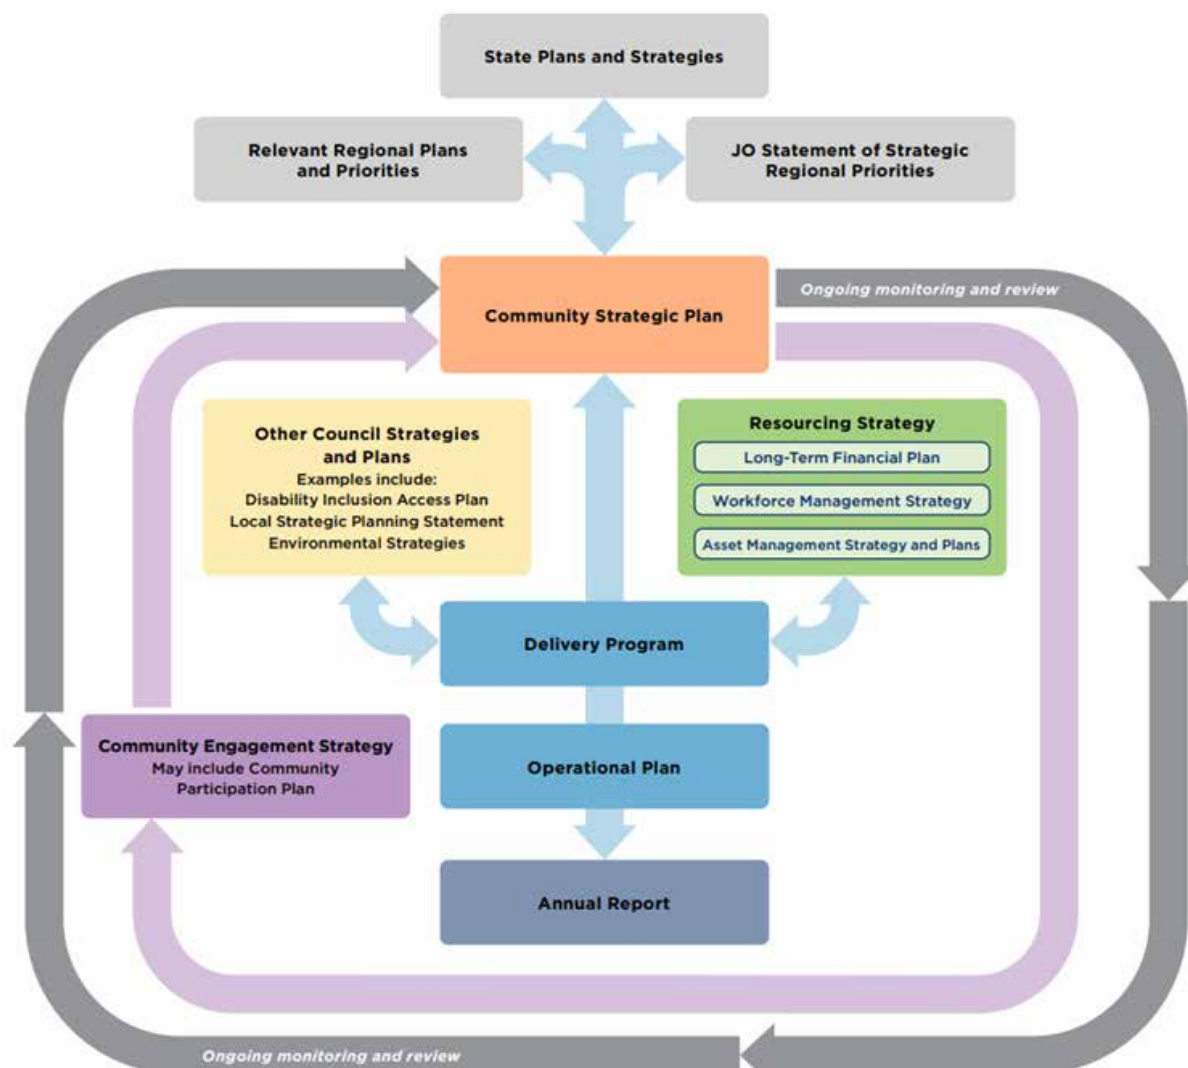 State Plans and Strategies
Relevant Regional Plans
and Priorities
JO Statement of Strategic
Regional Priorities
Ongoing monitoring and review
Community Strategic Plan
Other Council Strategies
and Plans
Examples include:
Disability Inclusion Access Plan
Local Strategic Planning Statement
Environmental Strategies
Resourcing Strategy
Long-Term Financial Plan
Workforce Management Strategy
Asset Management Strategy and Plans
Delivery Program
Community Engagement Strategy
May include Community
Participation Plan
Operational Plan
Annual Report
Ongoing monitoring and review